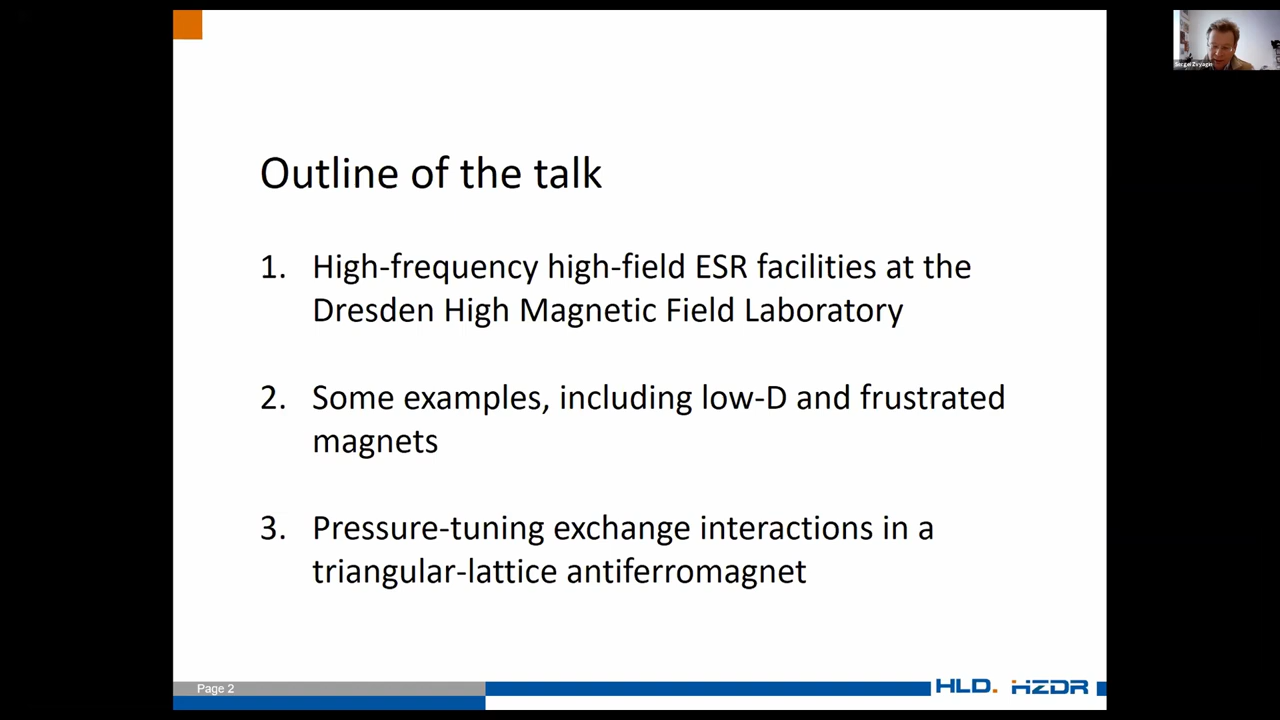 Sergei Zvyagin
Outline of the talk
1. High-frequency high-field ESR facilities at the
Dresden High Magnetic Field Laboratory
2. Some examples, including low-D and frustrated
magnets
3. Pressure-tuning exchange interactions in a
triangular-lattice antiferromagnet
Page 2
HLD. HZDR